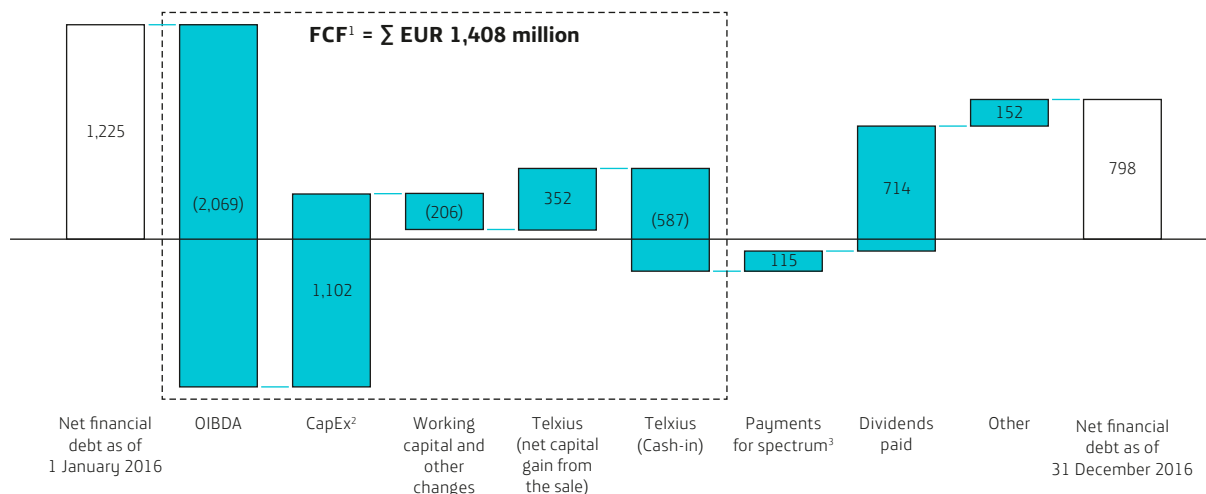 FCF¹ = ∑ EUR 1,408 million
1,225
(2,069)
1,102
(206)
352
(587)
115
714
152
798
Net financial
debt as of
1 January 2016
OIBDA
CapEx²
Working
capital and
other
changes
Telxius
(net capital
gain from
the sale)
Telxius
(Cash-in)
Payments
for spectrum³
Dividends
paid
Other
Net financial
debt as of
31 December 2016